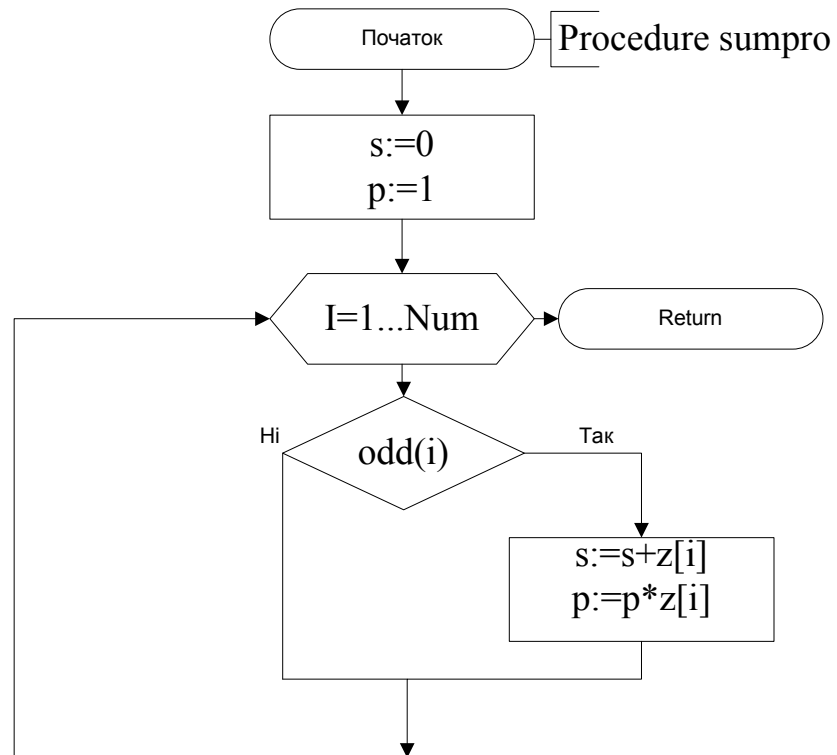 Початок
Procedure sumpro
s:=0
p:=1
I=1...Num
Return
Ні
odd(i)
Так
s:=s+z[i]
p:=p*z[i]